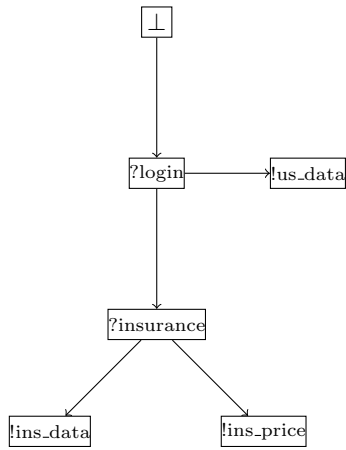 ⊥
?login
!us_data
?insurance
!ins_data
!ins_price